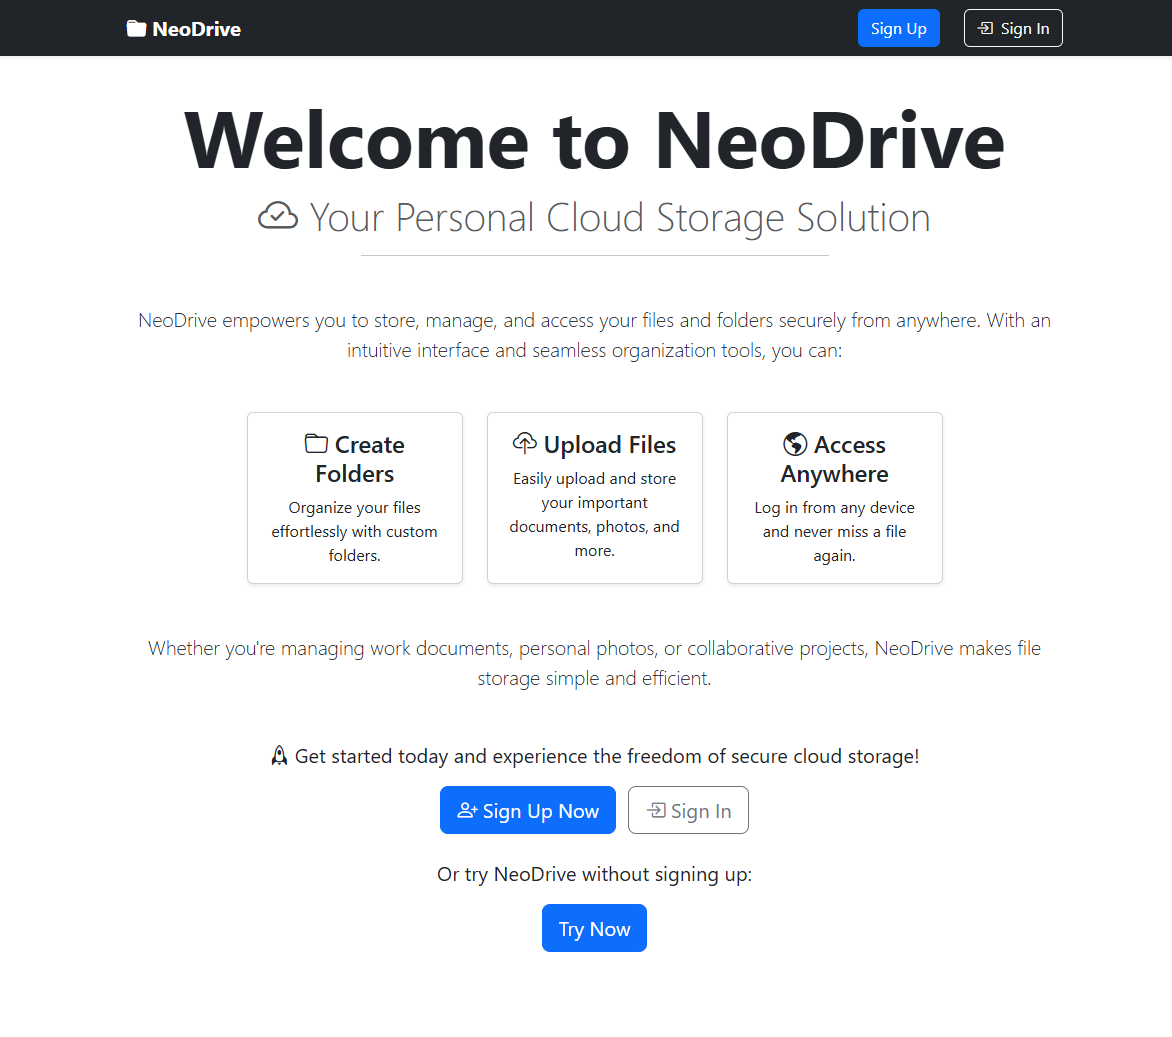 NeoDrive
Sign Up
Sign In
Welcome to NeoDrive
Your Personal Cloud Storage Solution
NeoDrive empowers you to store, manage, and access your files and folders securely from anywhere. With an
intuitive interface and seamless organization tools, you can:
Create
Folders
Organize your files
effortlessly with custom
folders.
Upload Files
Easily upload and store
your important
documents, photos, and
more.
Access
Anywhere
Log in from any device
and never miss a file
again.
Whether you're managing work documents, personal photos, or collaborative projects, NeoDrive makes file
storage simple and efficient.
Get started today and experience the freedom of secure cloud storage!
Sign Up Now
Sign In
Or try NeoDrive without signing up:
Try Now